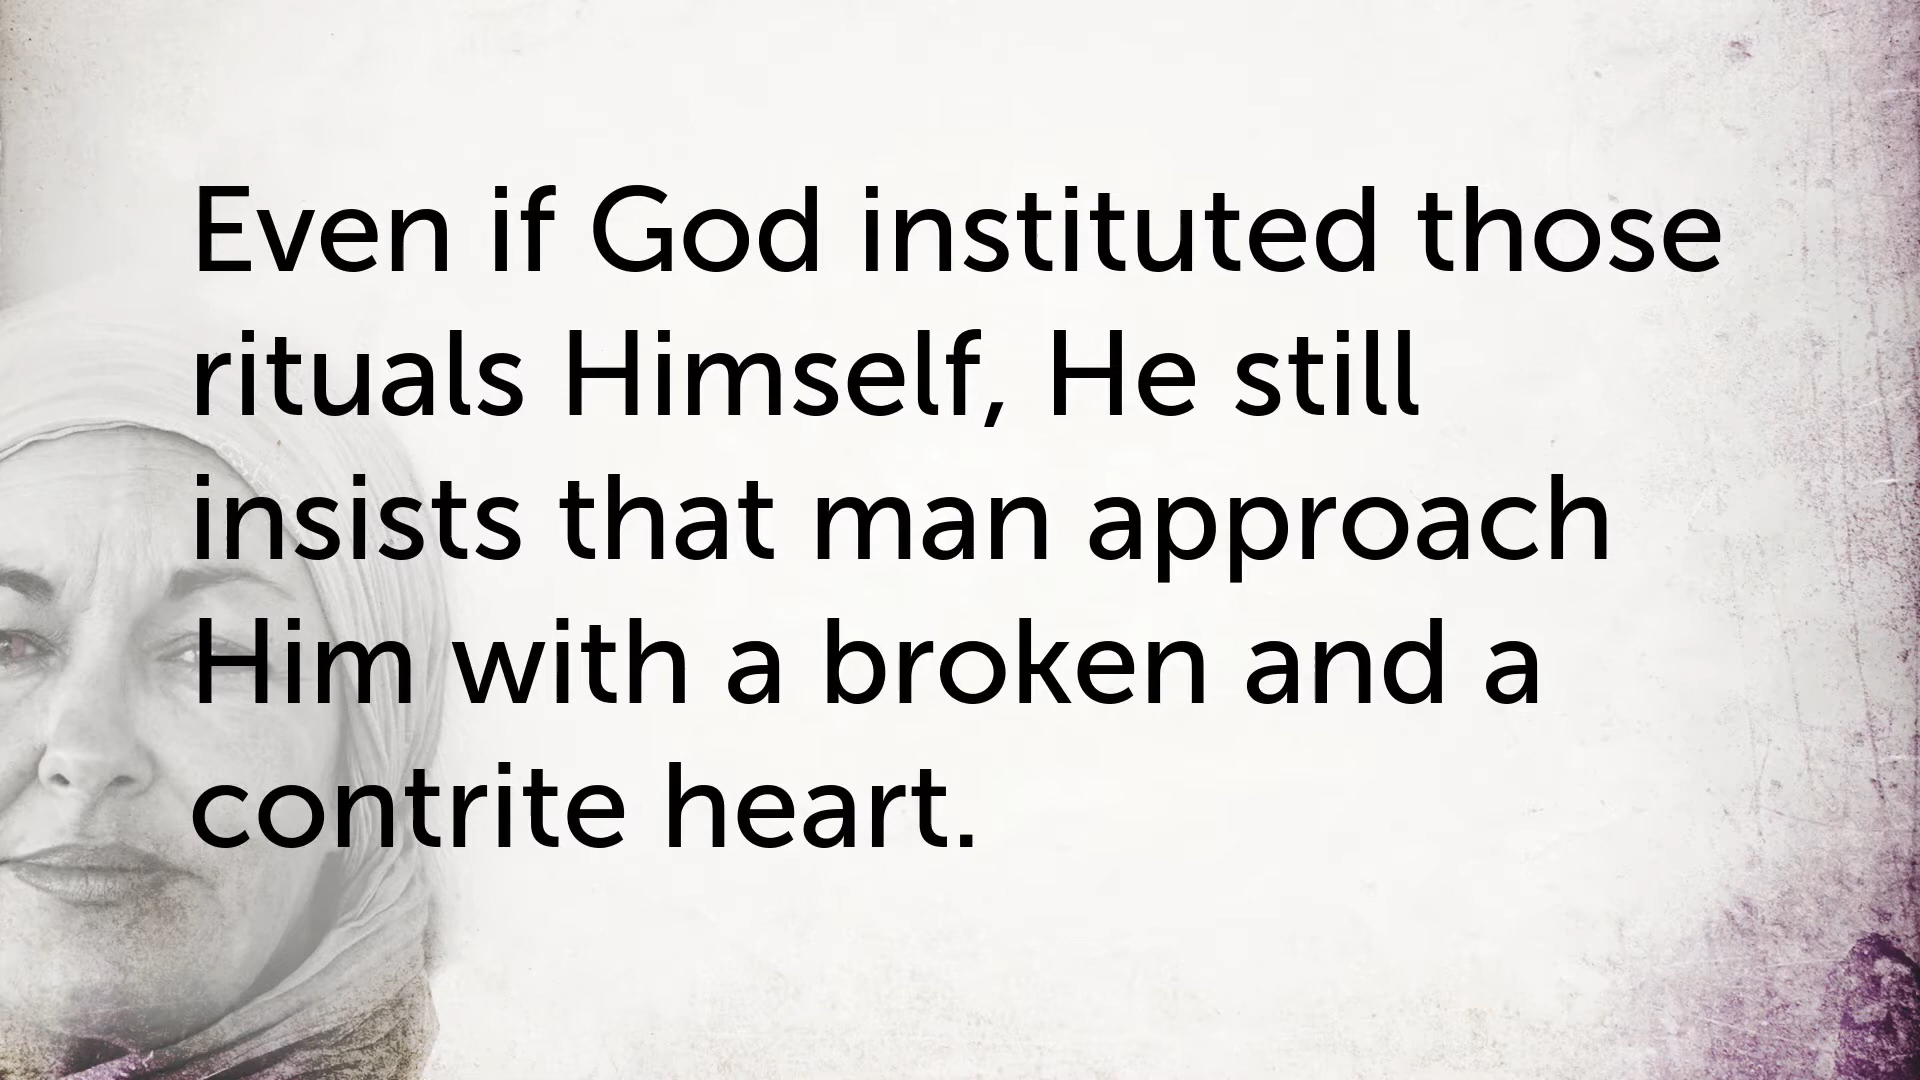 Even if God instituted those
rituals Himself, He still
insists that man approach
Him with a broken and a
contrite heart.